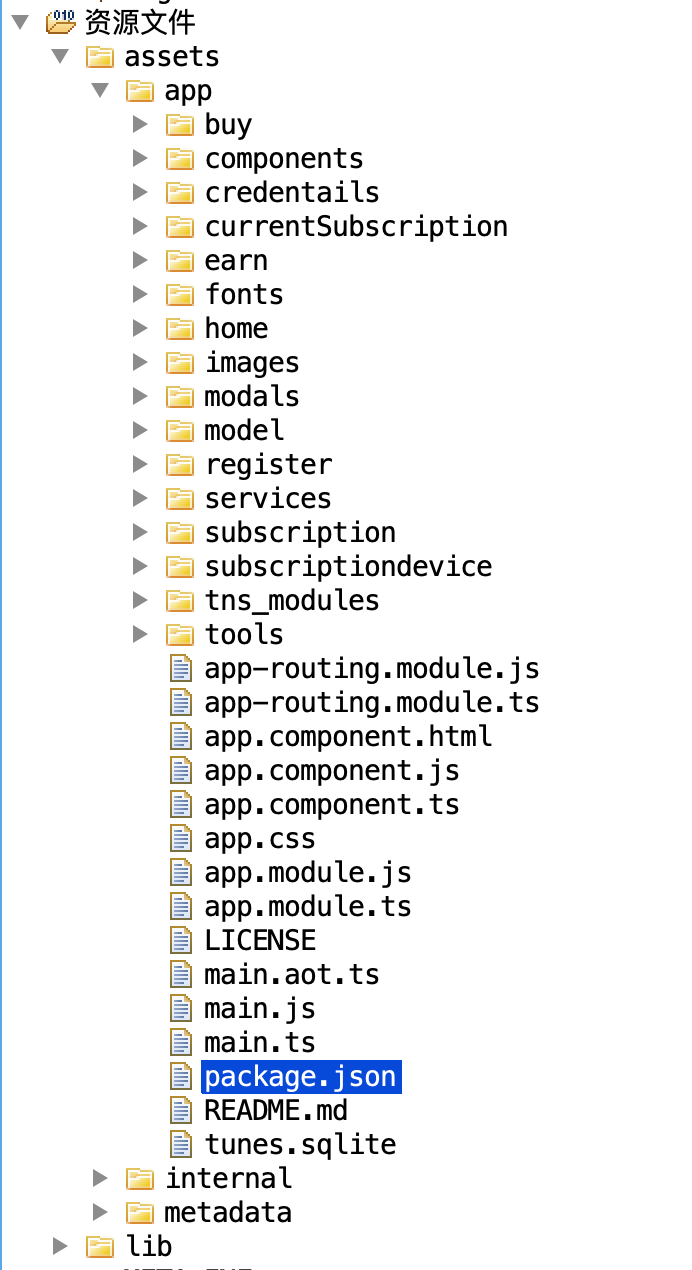 资源文件
assets
app
buy
components
credentails
currentSubscription
earn
fonts
home
images
modals
model
register
services
subscription
subscriptiondevice
tns_modules
tools
app-routing.module.js
app-routing.module.ts
app.component.html
app.component.js
app.component.ts
app.css
app.module.js
app.module.ts
LICENSE
main.aot.ts
main.js
main.ts
package.json
README.md
tunes.sqlite
internal
metadata
lib